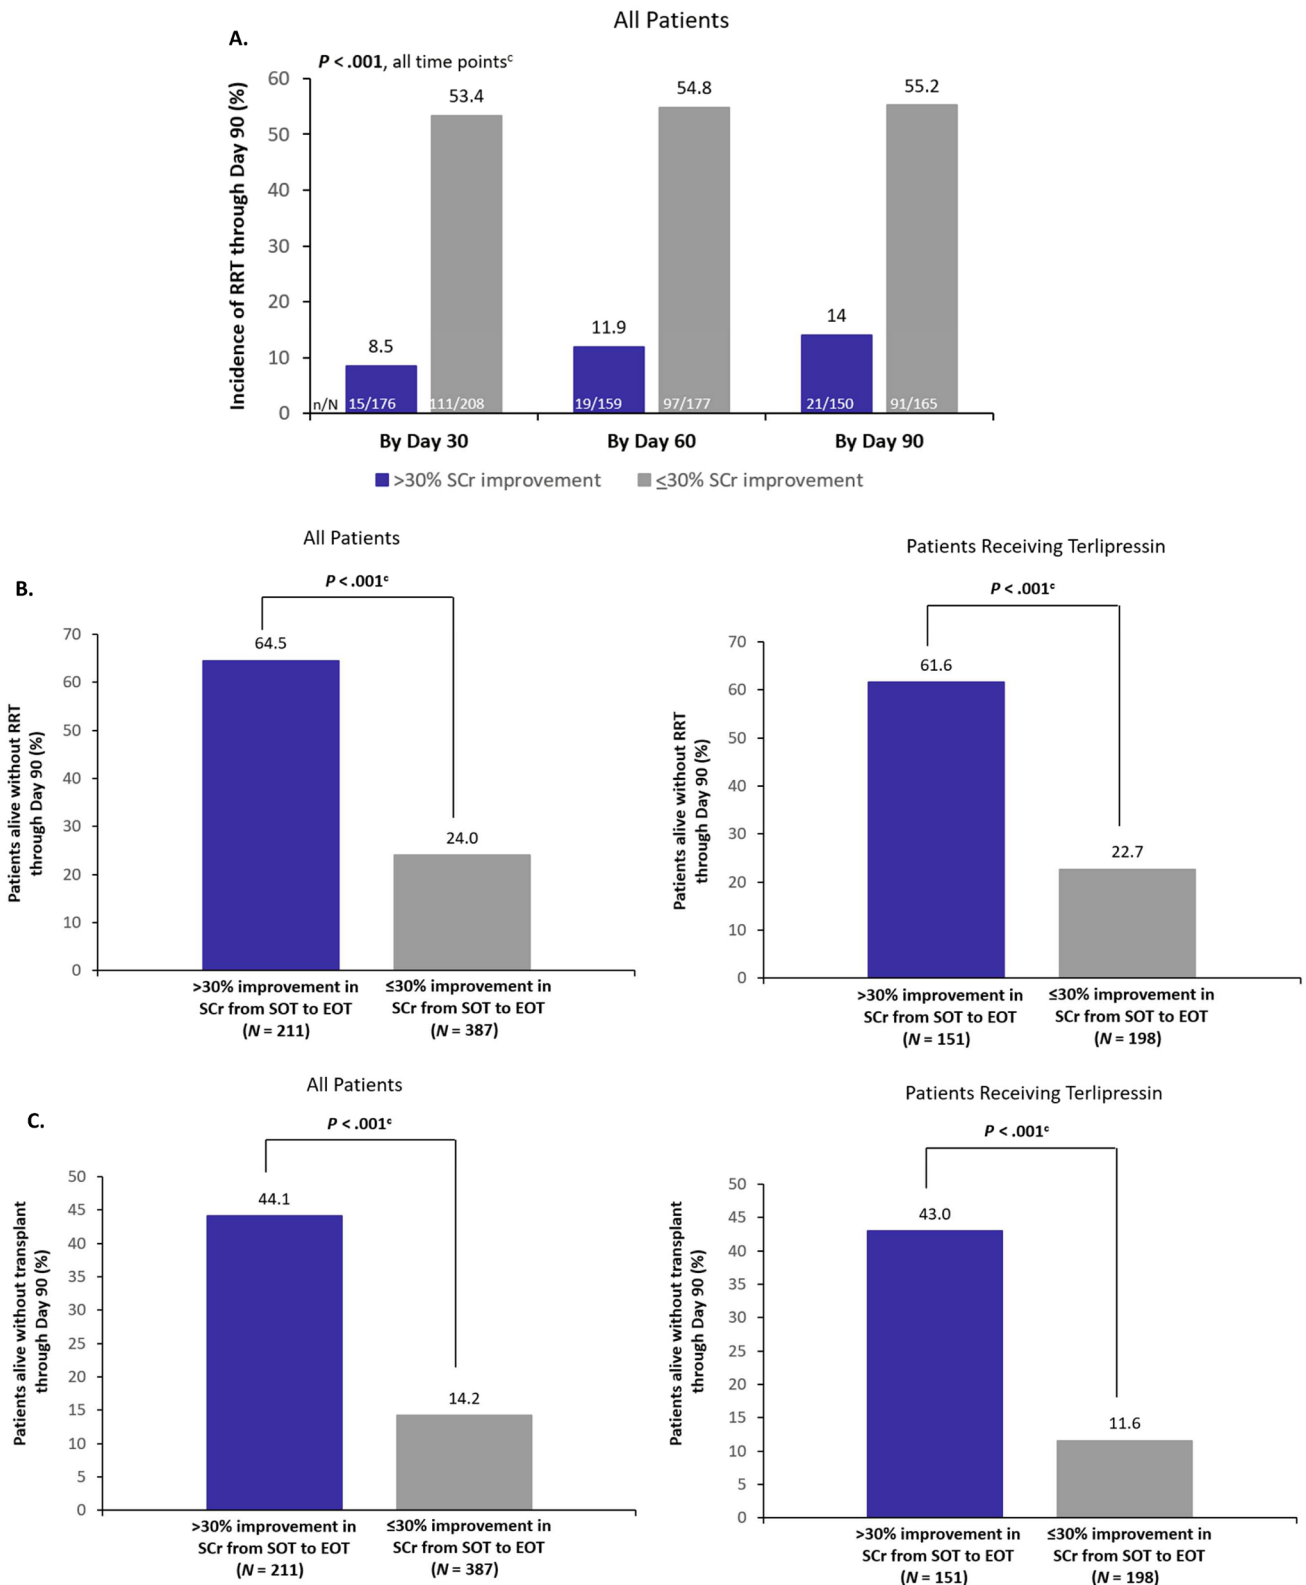 All Patients
A.
P < .001, all time pointsᶜ
Incidence of RRT through Day 90 (%)
60
50
40
30
20
10
0
53.4
54.8
55.2
8.5
11.9
14
n/N 15/176 111/208 19/159 97/177 21/150 91/165
By Day 30 By Day 60 By Day 90
>30% SCr improvement ≤30% SCr improvement
B.
All Patients
P < .001ᶜ
Patients alive without RRT
through Day 90 (%)
70
60
50
40
30
20
10
0
64.5
24.0
>30% improvement in
SCr from SOT to EOT
(N = 211)
≤30% improvement in
SCr from SOT to EOT
(N = 387)
Patients Receiving Terlipressin
P < .001ᶜ
Patients alive without RRT
through Day 90 (%)
70
60
50
40
30
20
10
0
61.6
22.7
>30% improvement in
SCr from SOT to EOT
(N = 151)
≤30% improvement in
SCr from SOT to EOT
(N = 198)
C.
All Patients
P < .001ᶜ
Patients alive without transplant
through Day 90 (%)
50
45
40
35
30
25
20
15
10
5
0
44.1
14.2
>30% improvement in
SCr from SOT to EOT
(N = 211)
≤30% improvement in
SCr from SOT to EOT
(N = 387)
Patients Receiving Terlipressin
P < .001ᶜ
Patients alive without transplant
through Day 90 (%)
50
45
40
35
30
25
20
15
10
5
0
43.0
11.6
>30% improvement in
SCr from SOT to EOT
(N = 151)
≤30% improvement in
SCr from SOT to EOT
(N = 198)